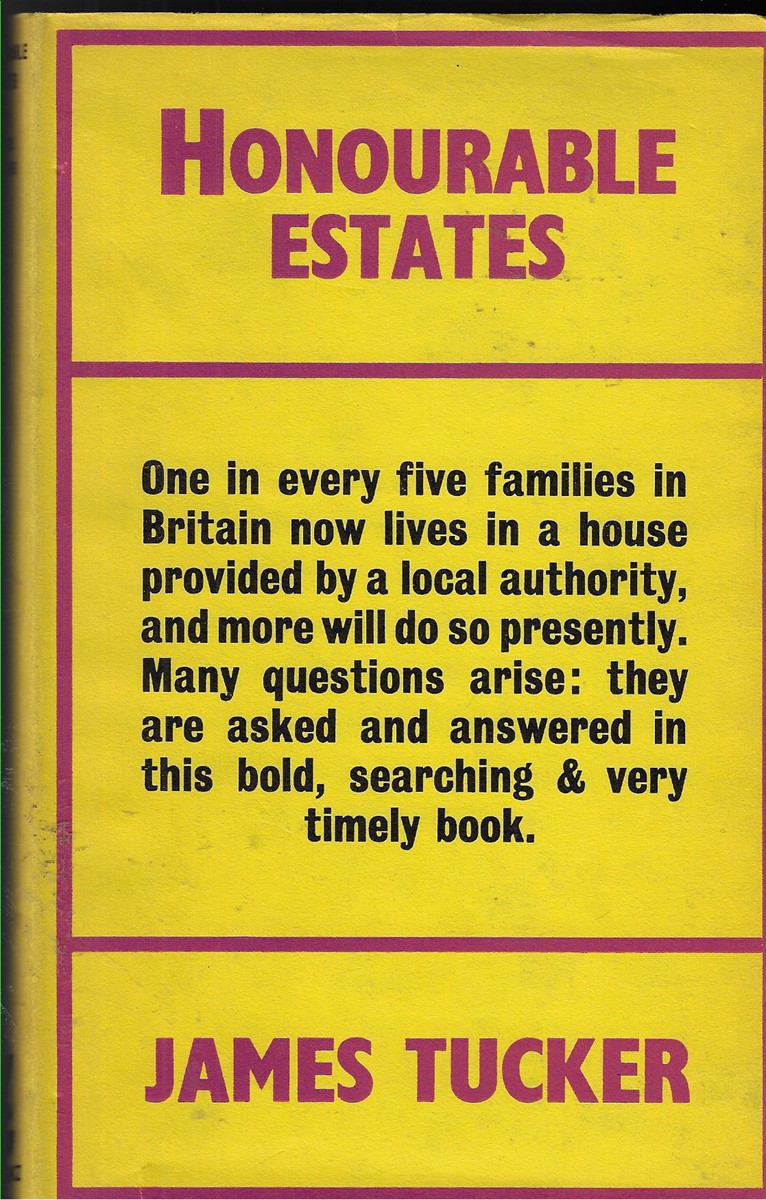 HONOURABLE
ESTATES
One in every five families in
Britain now lives in a house
provided by a local authority,
and more will do so presently.
Many questions arise: they
are asked and answered in
this bold, searching & very
timely book.
JAMES TUCKER